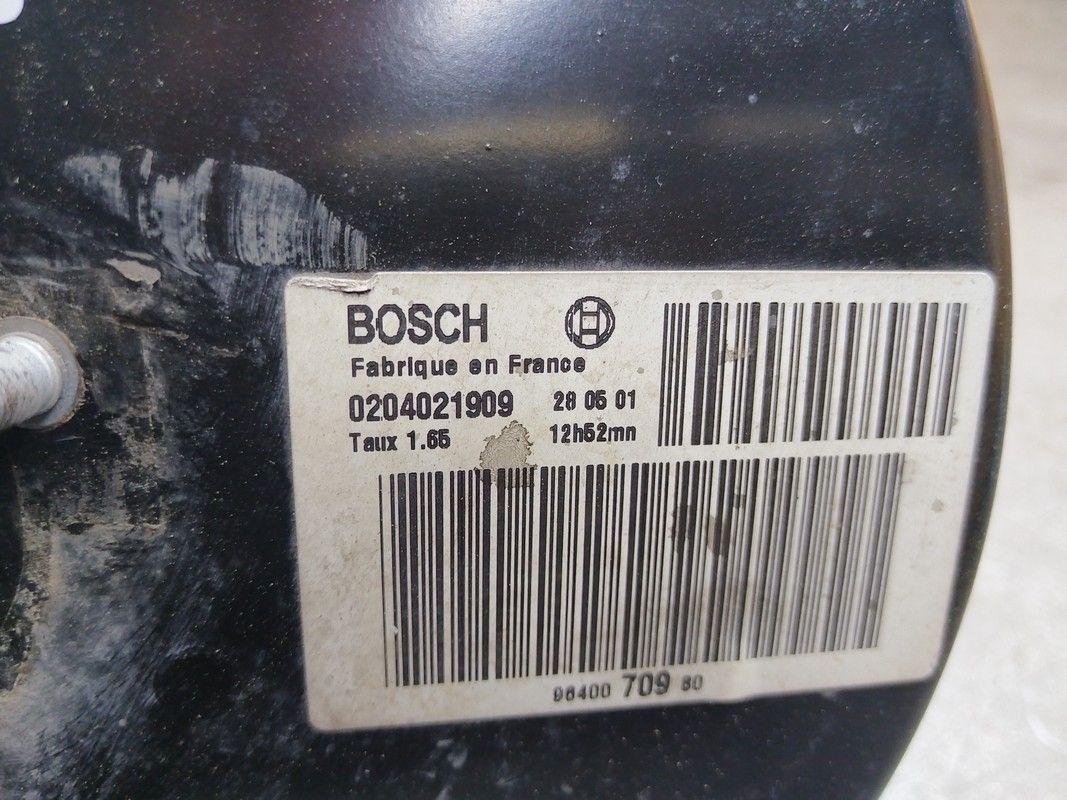 BOSCH
Fabrique en France
0204021909 28 05 01
Taux 1.65 12h52mn
96400 709 80